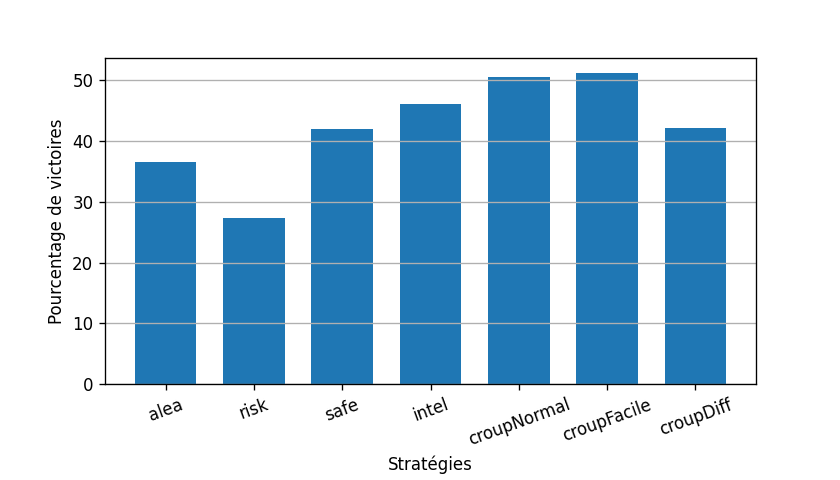 Pourcentage de victoires
50
40
30
20
10
0
alea
risk
safe
intel
croupNormal
croupFacile
croupDiff
Stratégies